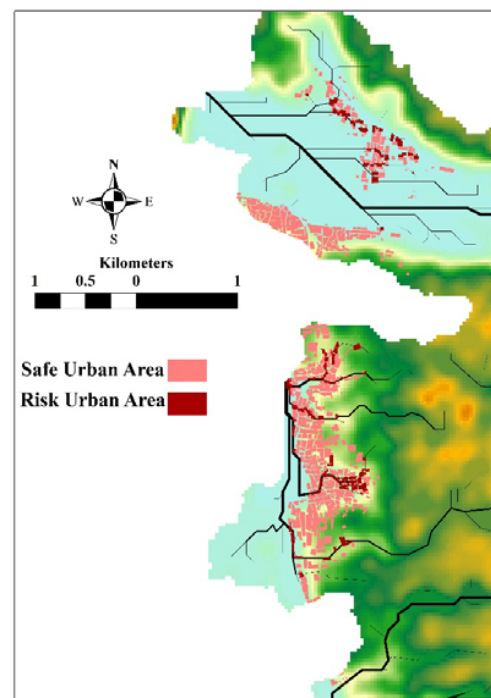 N
W E
S
Kilometers
1 0.5 0 1
Safe Urban Area
Risk Urban Area